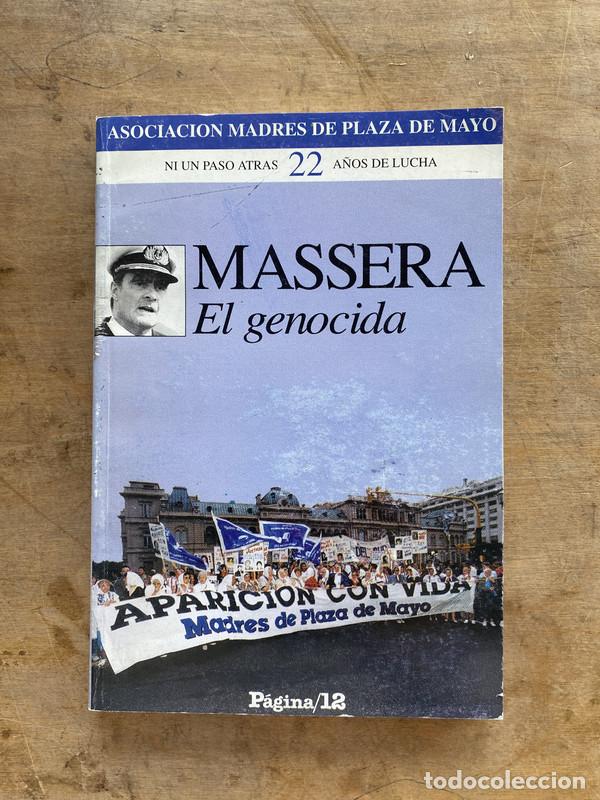 ASOCIACION MADRES DE PLAZA DE MAYO
NI UN PASO ATRAS 22 AÑOS DE LUCHA
MASSERA
El genocida
APARICION CON VIDA
Madres de Plaza de Mayo
Página/12
todocoleccion.net